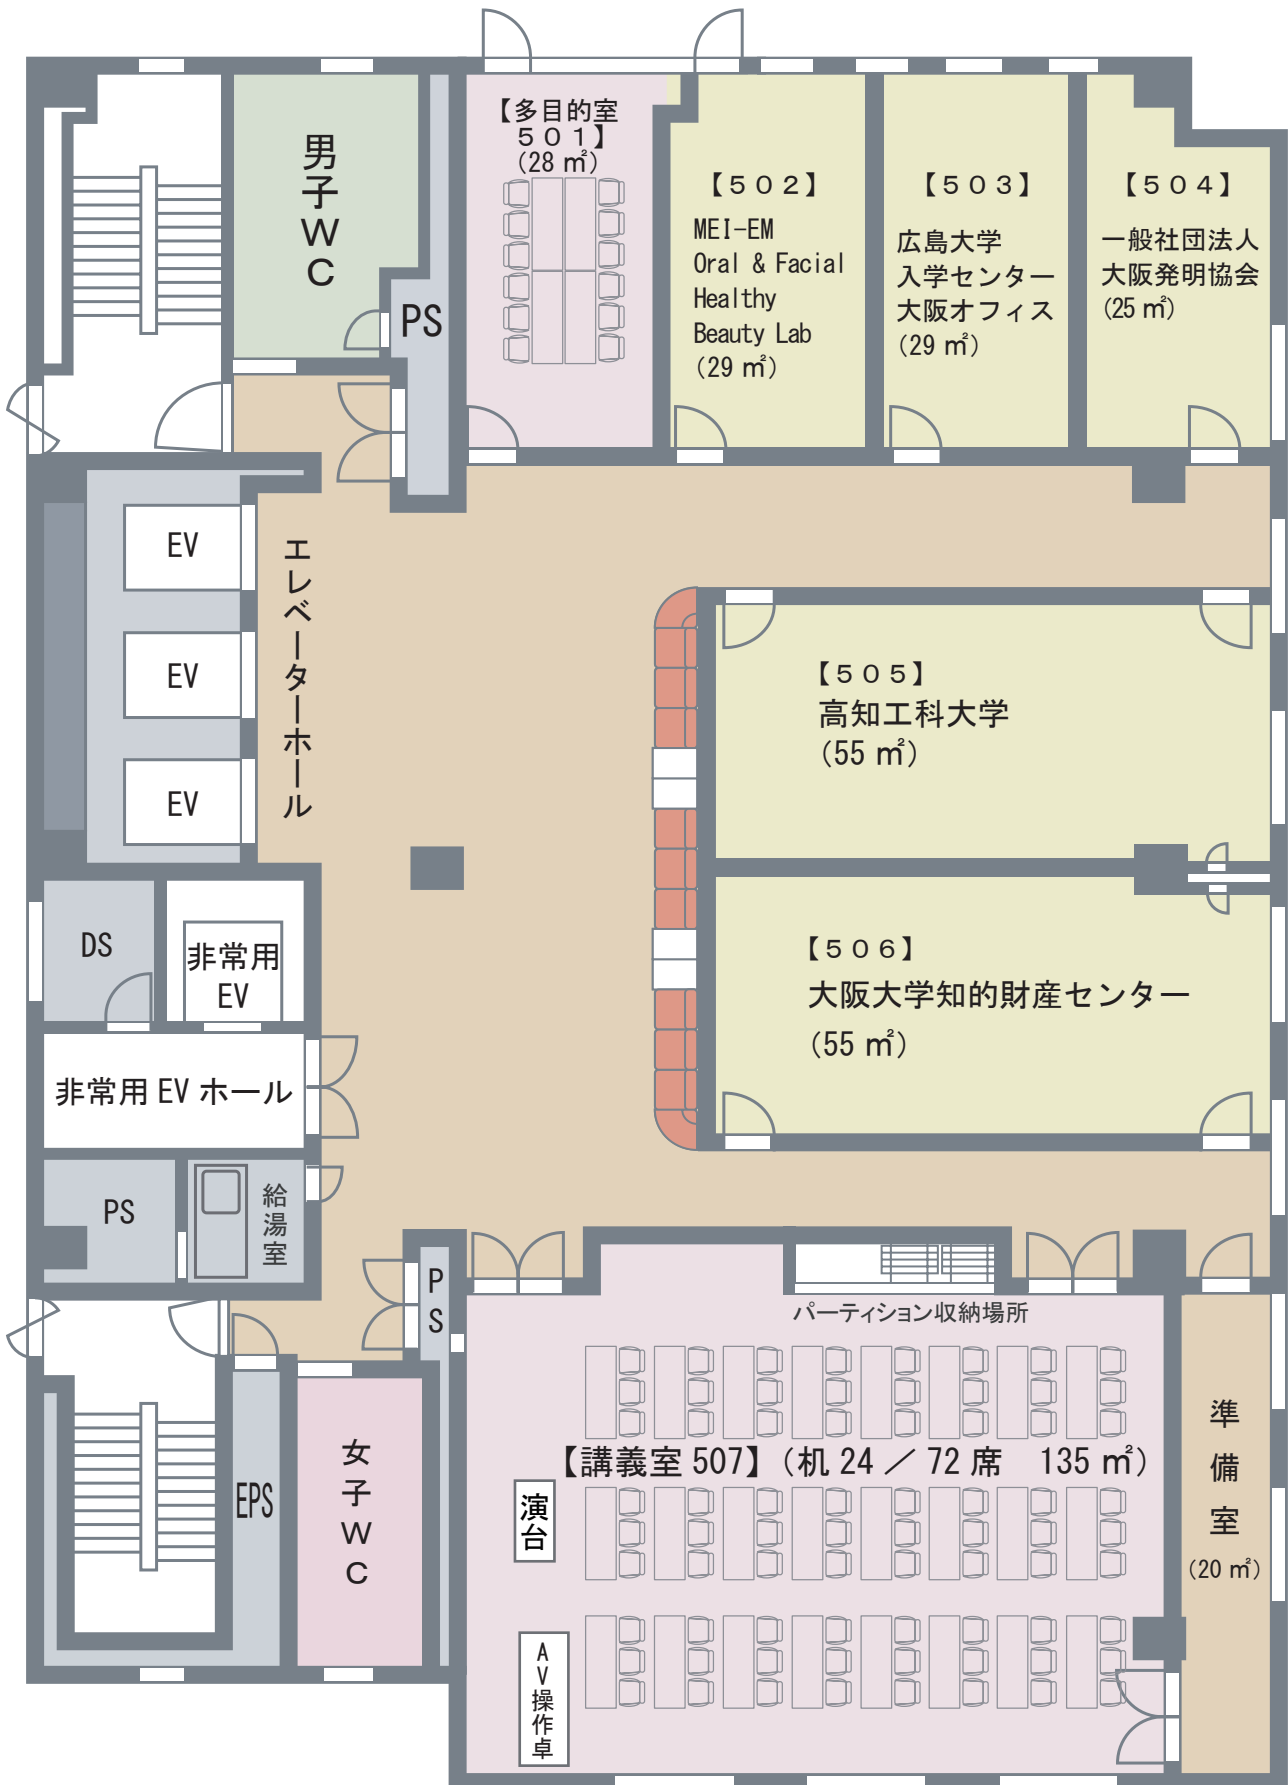 男子WC
PS
【多目的室
５０１】
(28 ㎡)
【５０２】
MEI-EM
Oral & Facial
Healthy
Beauty Lab
(29 ㎡)
【５０３】
広島大学
入学センター
大阪オフィス
(29 ㎡)
【５０４】
一般社団法人
大阪発明協会
(25 ㎡)
EV
EV
EV
エレベーターホール
【５０５】
高知工科大学
(55 ㎡)
DS
非常用
EV
【５０６】
大阪大学知的財産センター
(55 ㎡)
非常用 EV ホール
PS
給湯室
PS
パーティション収納場所
【講義室 507】(机 24 ／ 72 席　135 ㎡)
演台
AV操作卓
EPS
女子WC
準備室
(20 ㎡)